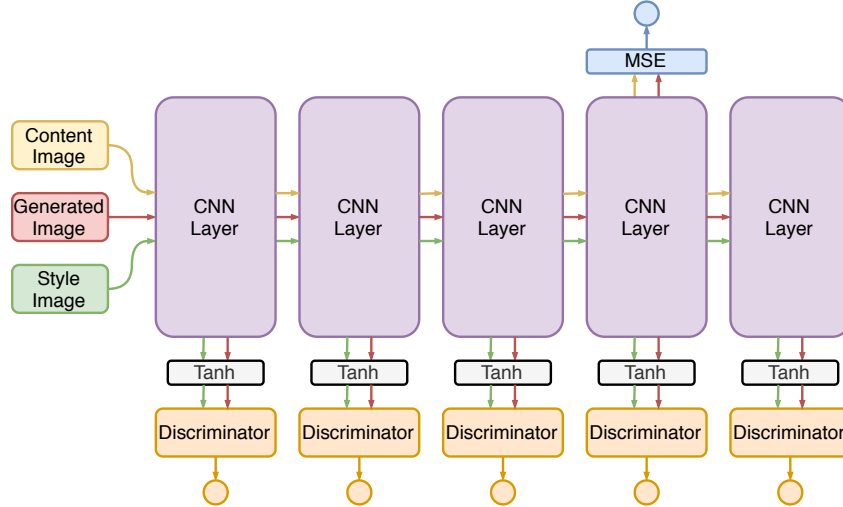 MSE
Content
Image
Generated
Image
Style
Image
CNN
Layer
CNN
Layer
CNN
Layer
CNN
Layer
CNN
Layer
Tanh
Tanh
Tanh
Tanh
Tanh
Discriminator
Discriminator
Discriminator
Discriminator
Discriminator